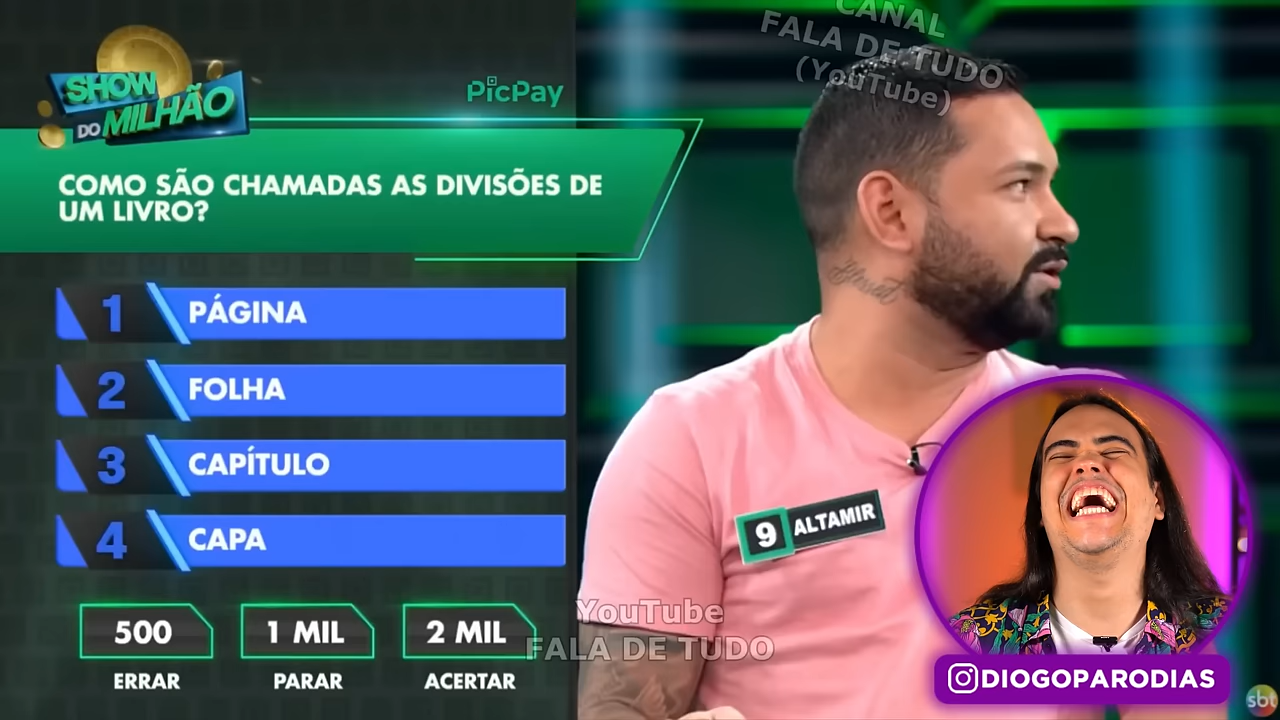 CANAL
FALA DE TUDO
(YouTube)
SHOW
DO MILHÃO
PicPay
COMO SÃO CHAMADAS AS DIVISÕES DE
UM LIVRO?
1 PÁGINA
2 FOLHA
3 CAPÍTULO
4 CAPA
500
1 MIL
2 MIL
ERRAR
PARAR
ACERTAR
Blessed
9 ALTAMIR
YouTube
FALA DE TUDO
@DIOGOPARODIAS
sbt